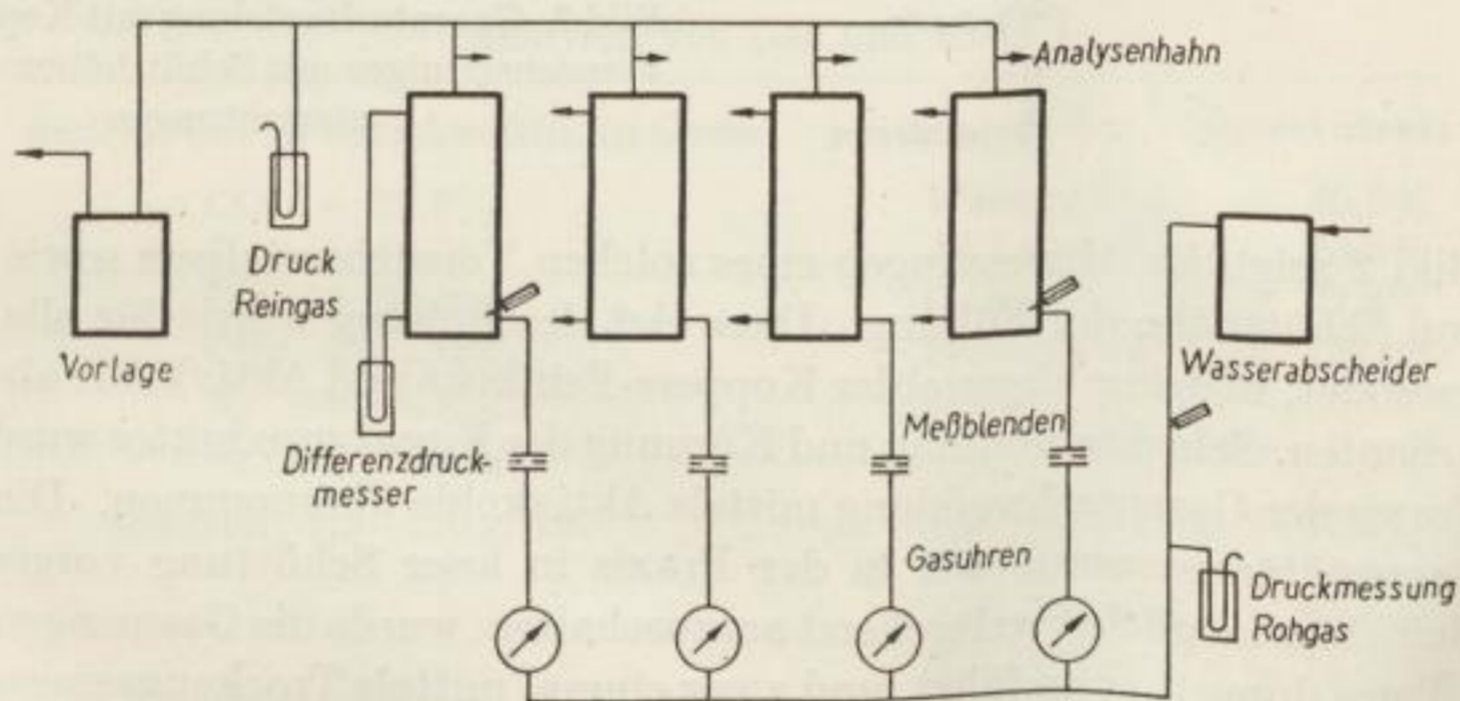 Analysenhahn
Druck
Reingas
Vorlage
Wasserabscheider
Differenzdruck-
messer
Meßblenden
Gasuhren
Druckmessung
Rohgas